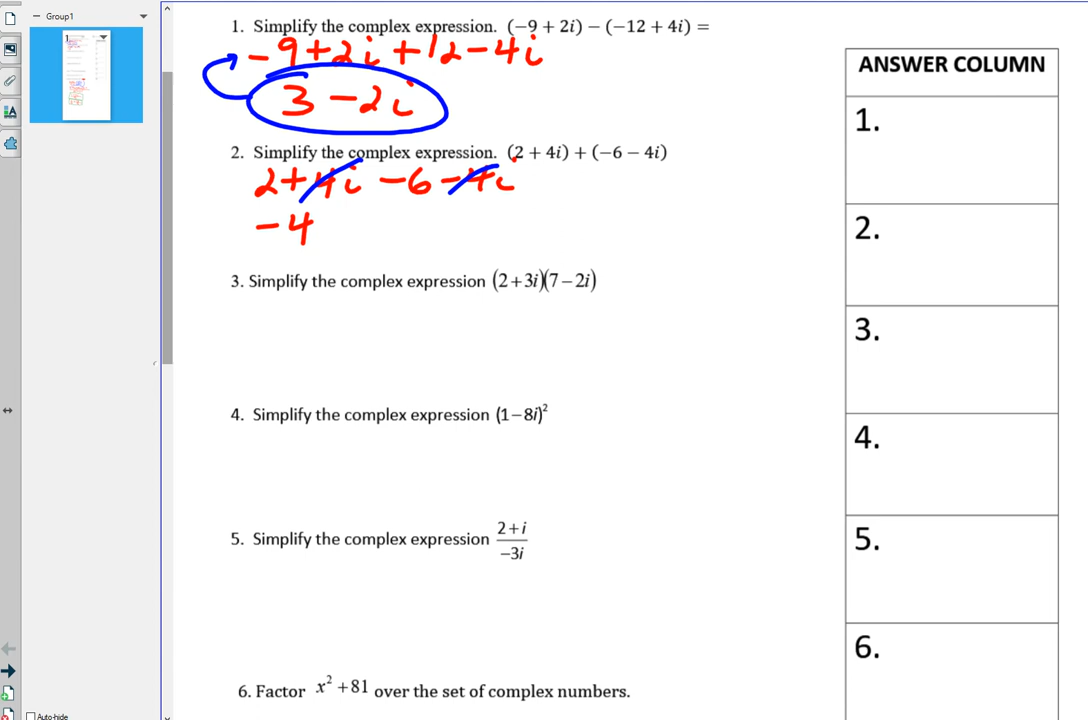 Group1
1. Simplify the complex expression. (−9 + 2i) − (−12 + 4i) =
-9+2i+12-4i
3-2i
2. Simplify the complex expression. (2 + 4i) + (−6 − 4i)
2+4i-6-4i
-4
3. Simplify the complex expression (2+3i)(7−2i)
4. Simplify the complex expression (1−8i)²
5. Simplify the complex expression (2+i)/(−3i)
6. Factor x² +81 over the set of complex numbers.
ANSWER COLUMN
1.
2.
3.
4.
5.
6.
Auto-hide